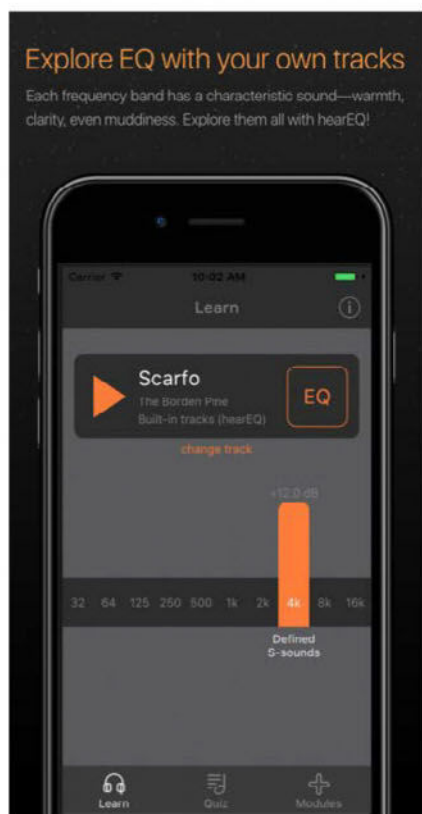 Explore EQ with your own tracks
Each frequency band has a characteristic sound—warmth,
clarity, even muddiness. Explore them all with hearEQ!
Carrier
10:02 AM
Learn
Scarfo
The Borden Pine
Built-in tracks (hearEQ)
EQ
change track
+12.0 dB
32 64 125 250 500 1k 2k 4k 8k 16k
Defined
S-sounds
Learn Quiz Modules